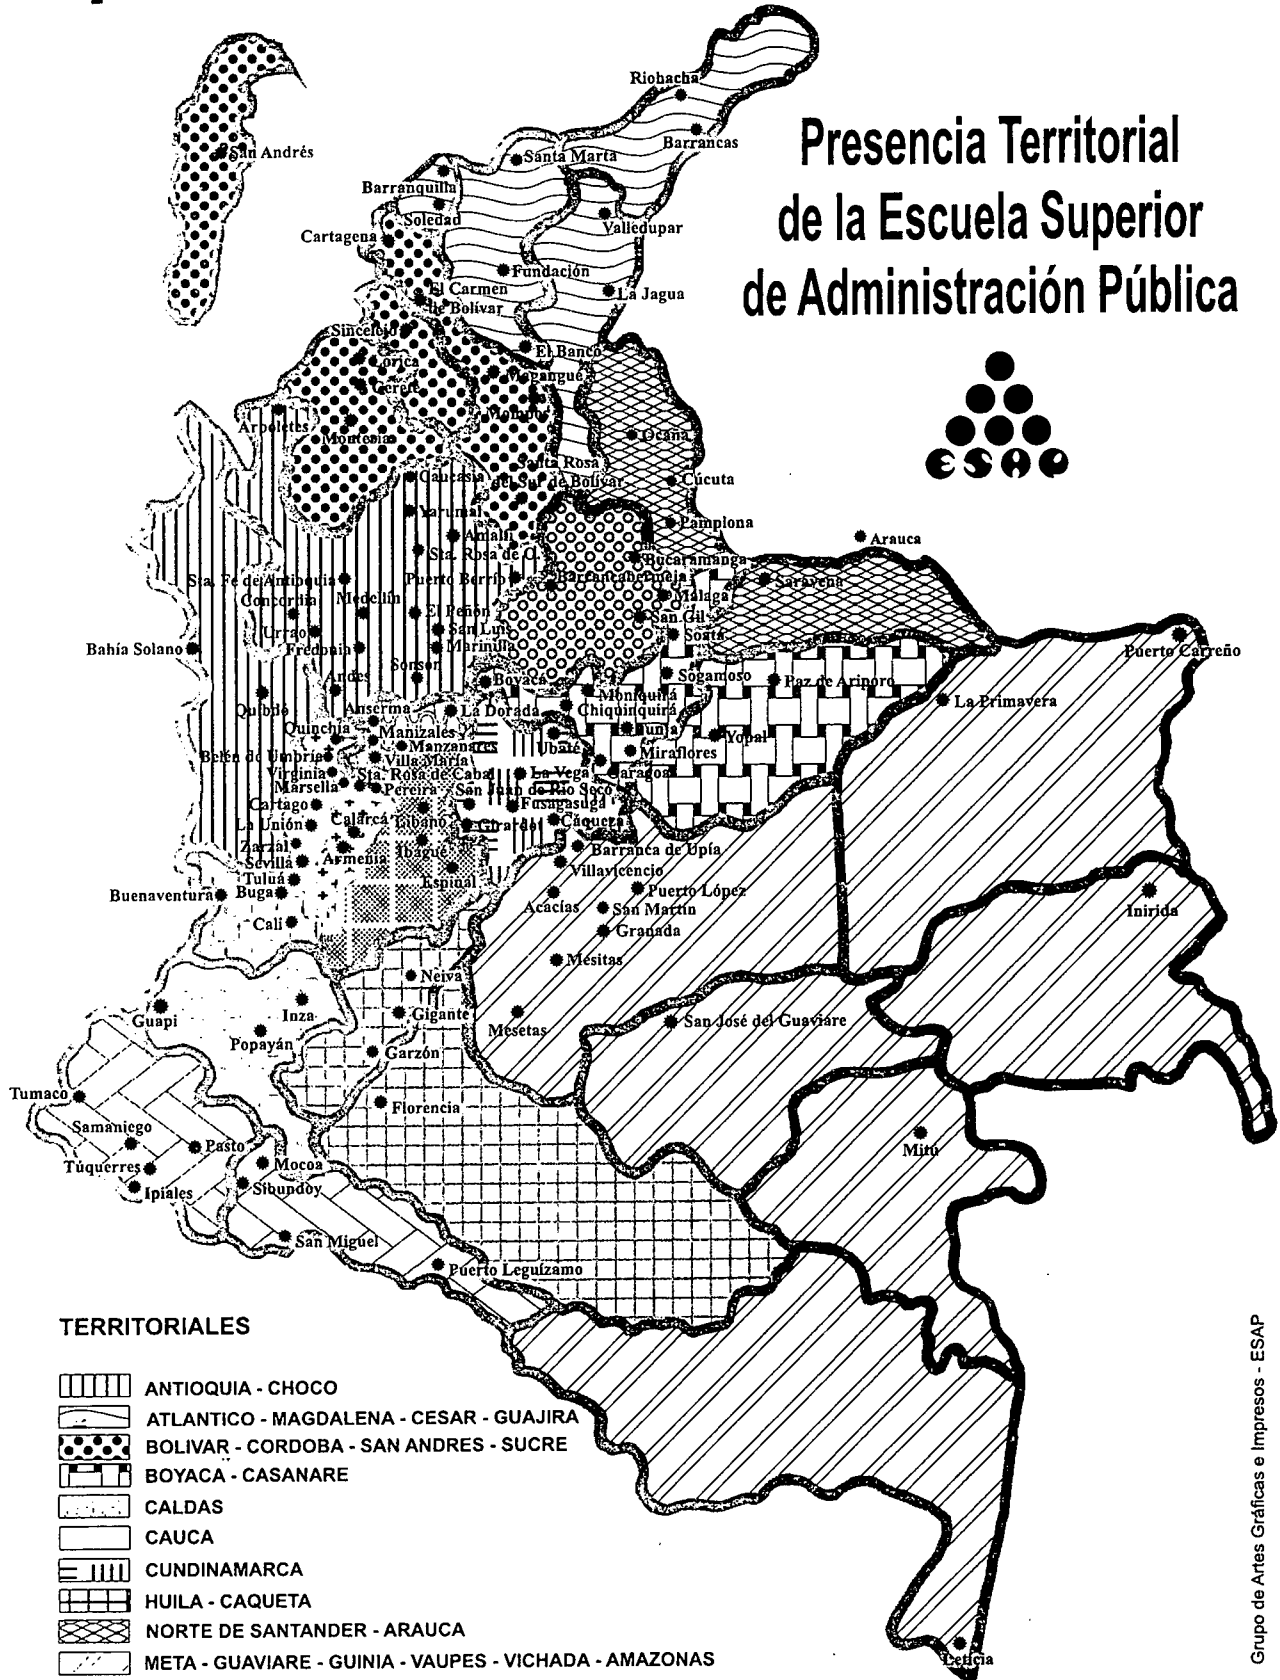 Presencia Territorial
de la Escuela Superior
de Administración Pública
ESAP
San Andrés
Riohacha
Barrancas
Santa Marta
Barranquilla
Soledad
Valledupar
Cartagena
Fundación
El Carmen
de Bolívar
La Jagua
Sincelejo
El Banco
Lorica
Magangué
Cereté
Mompos
Arboletes
Montería
Ocaña
Santa Rosa
del Sur de Bolívar
Caucasia
Cúcuta
Yarumal
Pamplona
Amalfi
Arauca
Sta. Rosa de O.
Bucaramanga
Sta. Fe de Antioquia
Puerto Berrío
Barrancabermeja
Saravena
Concordia
Medellín
Málaga
El Peñón
San Gil
Urrao
San Luis
Soatá
Bahía Solano
Fredonia
Marinilla
Puerto Carreño
Sonson
Andes
Boyacá
Sogamoso
Paz de Ariporo
Moniquirá
La Primavera
Quibdó
Anserma
La Dorada
Chiquinquirá
Quinchía
Manizales
Tunja
Yopal
Manzanares
Ubaté
Miraflores
Belén de Umbría
Villa María
Virginia
Sta. Rosa de Cabal
La Vega
Garagoa
Marsella
Pereira
San Juan de Río Seco
Cartago
Fusagasuga
La Unión
Calarcá
Líbano
Girardot
Cáqueza
Zarzal
Ibagué
Barranca de Upía
Sevilla
Armenia
Villavicencio
Tuluá
Espinal
Buenaventura
Buga
Puerto López
Acacías
San Martín
Inirida
Cali
Granada
Mesitas
Neiva
Guapi
Inza
Gigante
Mesetas
San José del Guaviare
Popayán
Garzón
Tumaco
Florencia
Samaniego
Pasto
Mitú
Túquerres
Mocoa
Ipiales
Sibundoy
San Miguel
Puerto Leguízamo
Leticia
TERRITORIALES
ANTIOQUIA - CHOCO
ATLANTICO - MAGDALENA - CESAR - GUAJIRA
BOLIVAR - CORDOBA - SAN ANDRES - SUCRE
BOYACA - CASANARE
CALDAS
CAUCA
CUNDINAMARCA
HUILA - CAQUETA
NORTE DE SANTANDER - ARAUCA
META - GUAVIARE - GUINIA - VAUPES - VICHADA - AMAZONAS
Grupo de Artes Gráficas e Impresos - ESAP